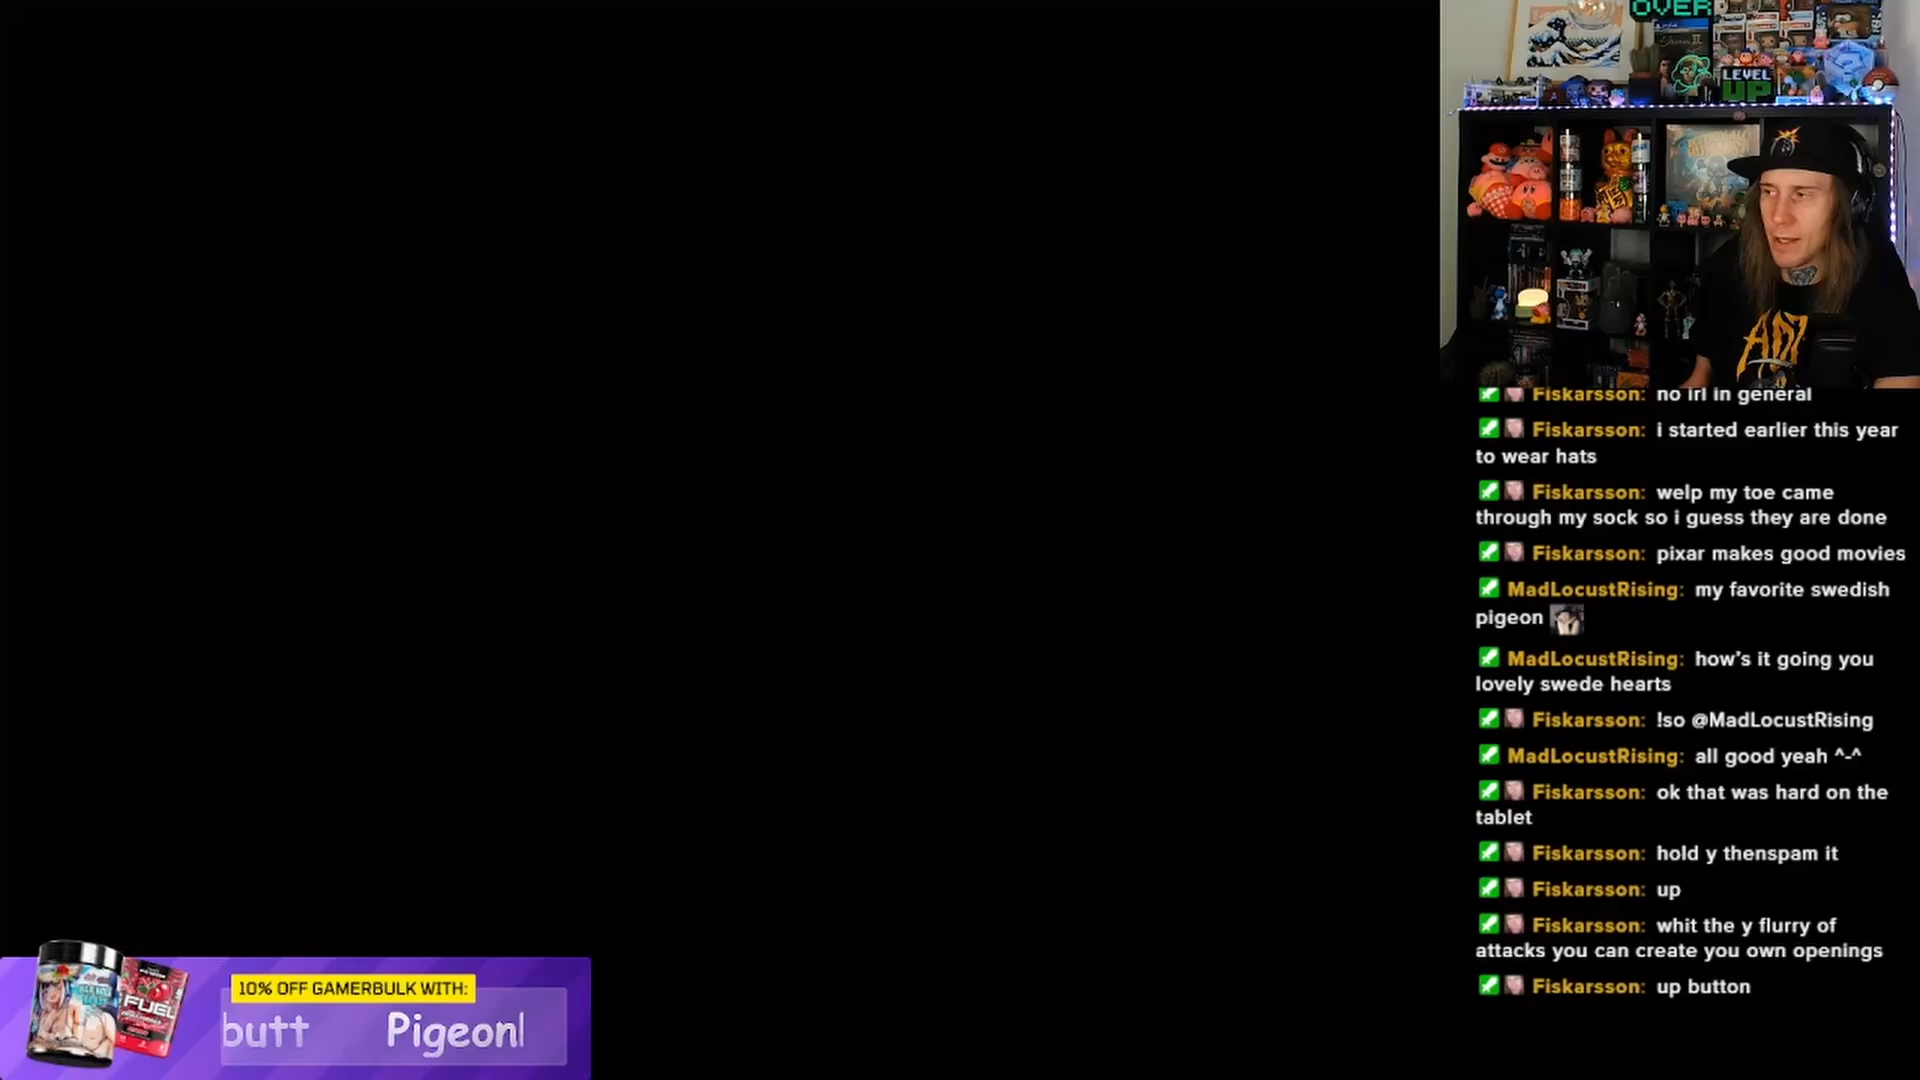 OVER
LEVEL
UP
Fiskarsson: no irl in general
Fiskarsson: i started earlier this year
to wear hats
Fiskarsson: welp my toe came
through my sock so i guess they are done
Fiskarsson: pixar makes good movies
MadLocustRising: my favorite swedish
pigeon
MadLocustRising: how's it going you
lovely swede hearts
Fiskarsson: !so @MadLocustRising
MadLocustRising: all good yeah ^-^
Fiskarsson: ok that was hard on the
tablet
Fiskarsson: hold y thenspam it
Fiskarsson: up
Fiskarsson: whit the y flurry of
attacks you can create you own openings
Fiskarsson: up button
FUEL
10% OFF GAMERBULK WITH:
butt Pigeonl